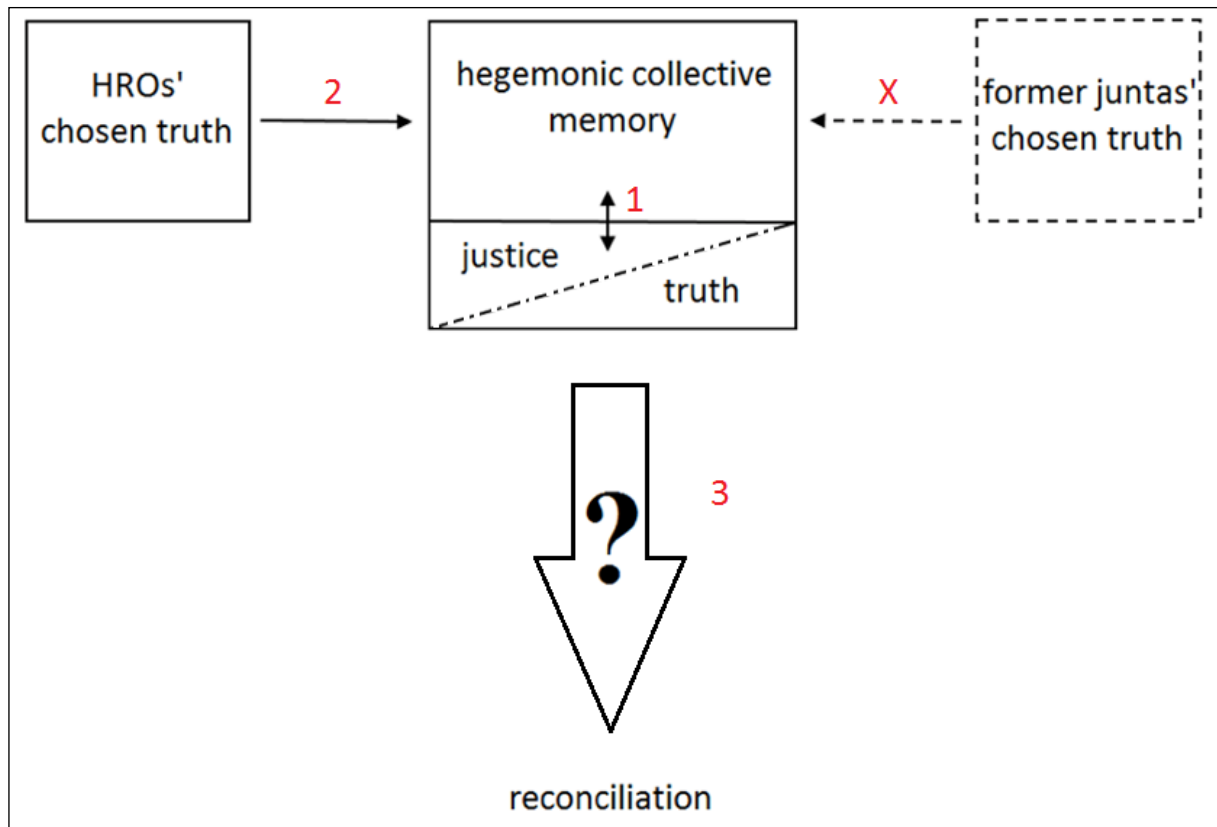 HROs'
chosen truth
2
hegemonic collective
memory
X
former juntas'
chosen truth
1
justice
truth
?
3
reconciliation